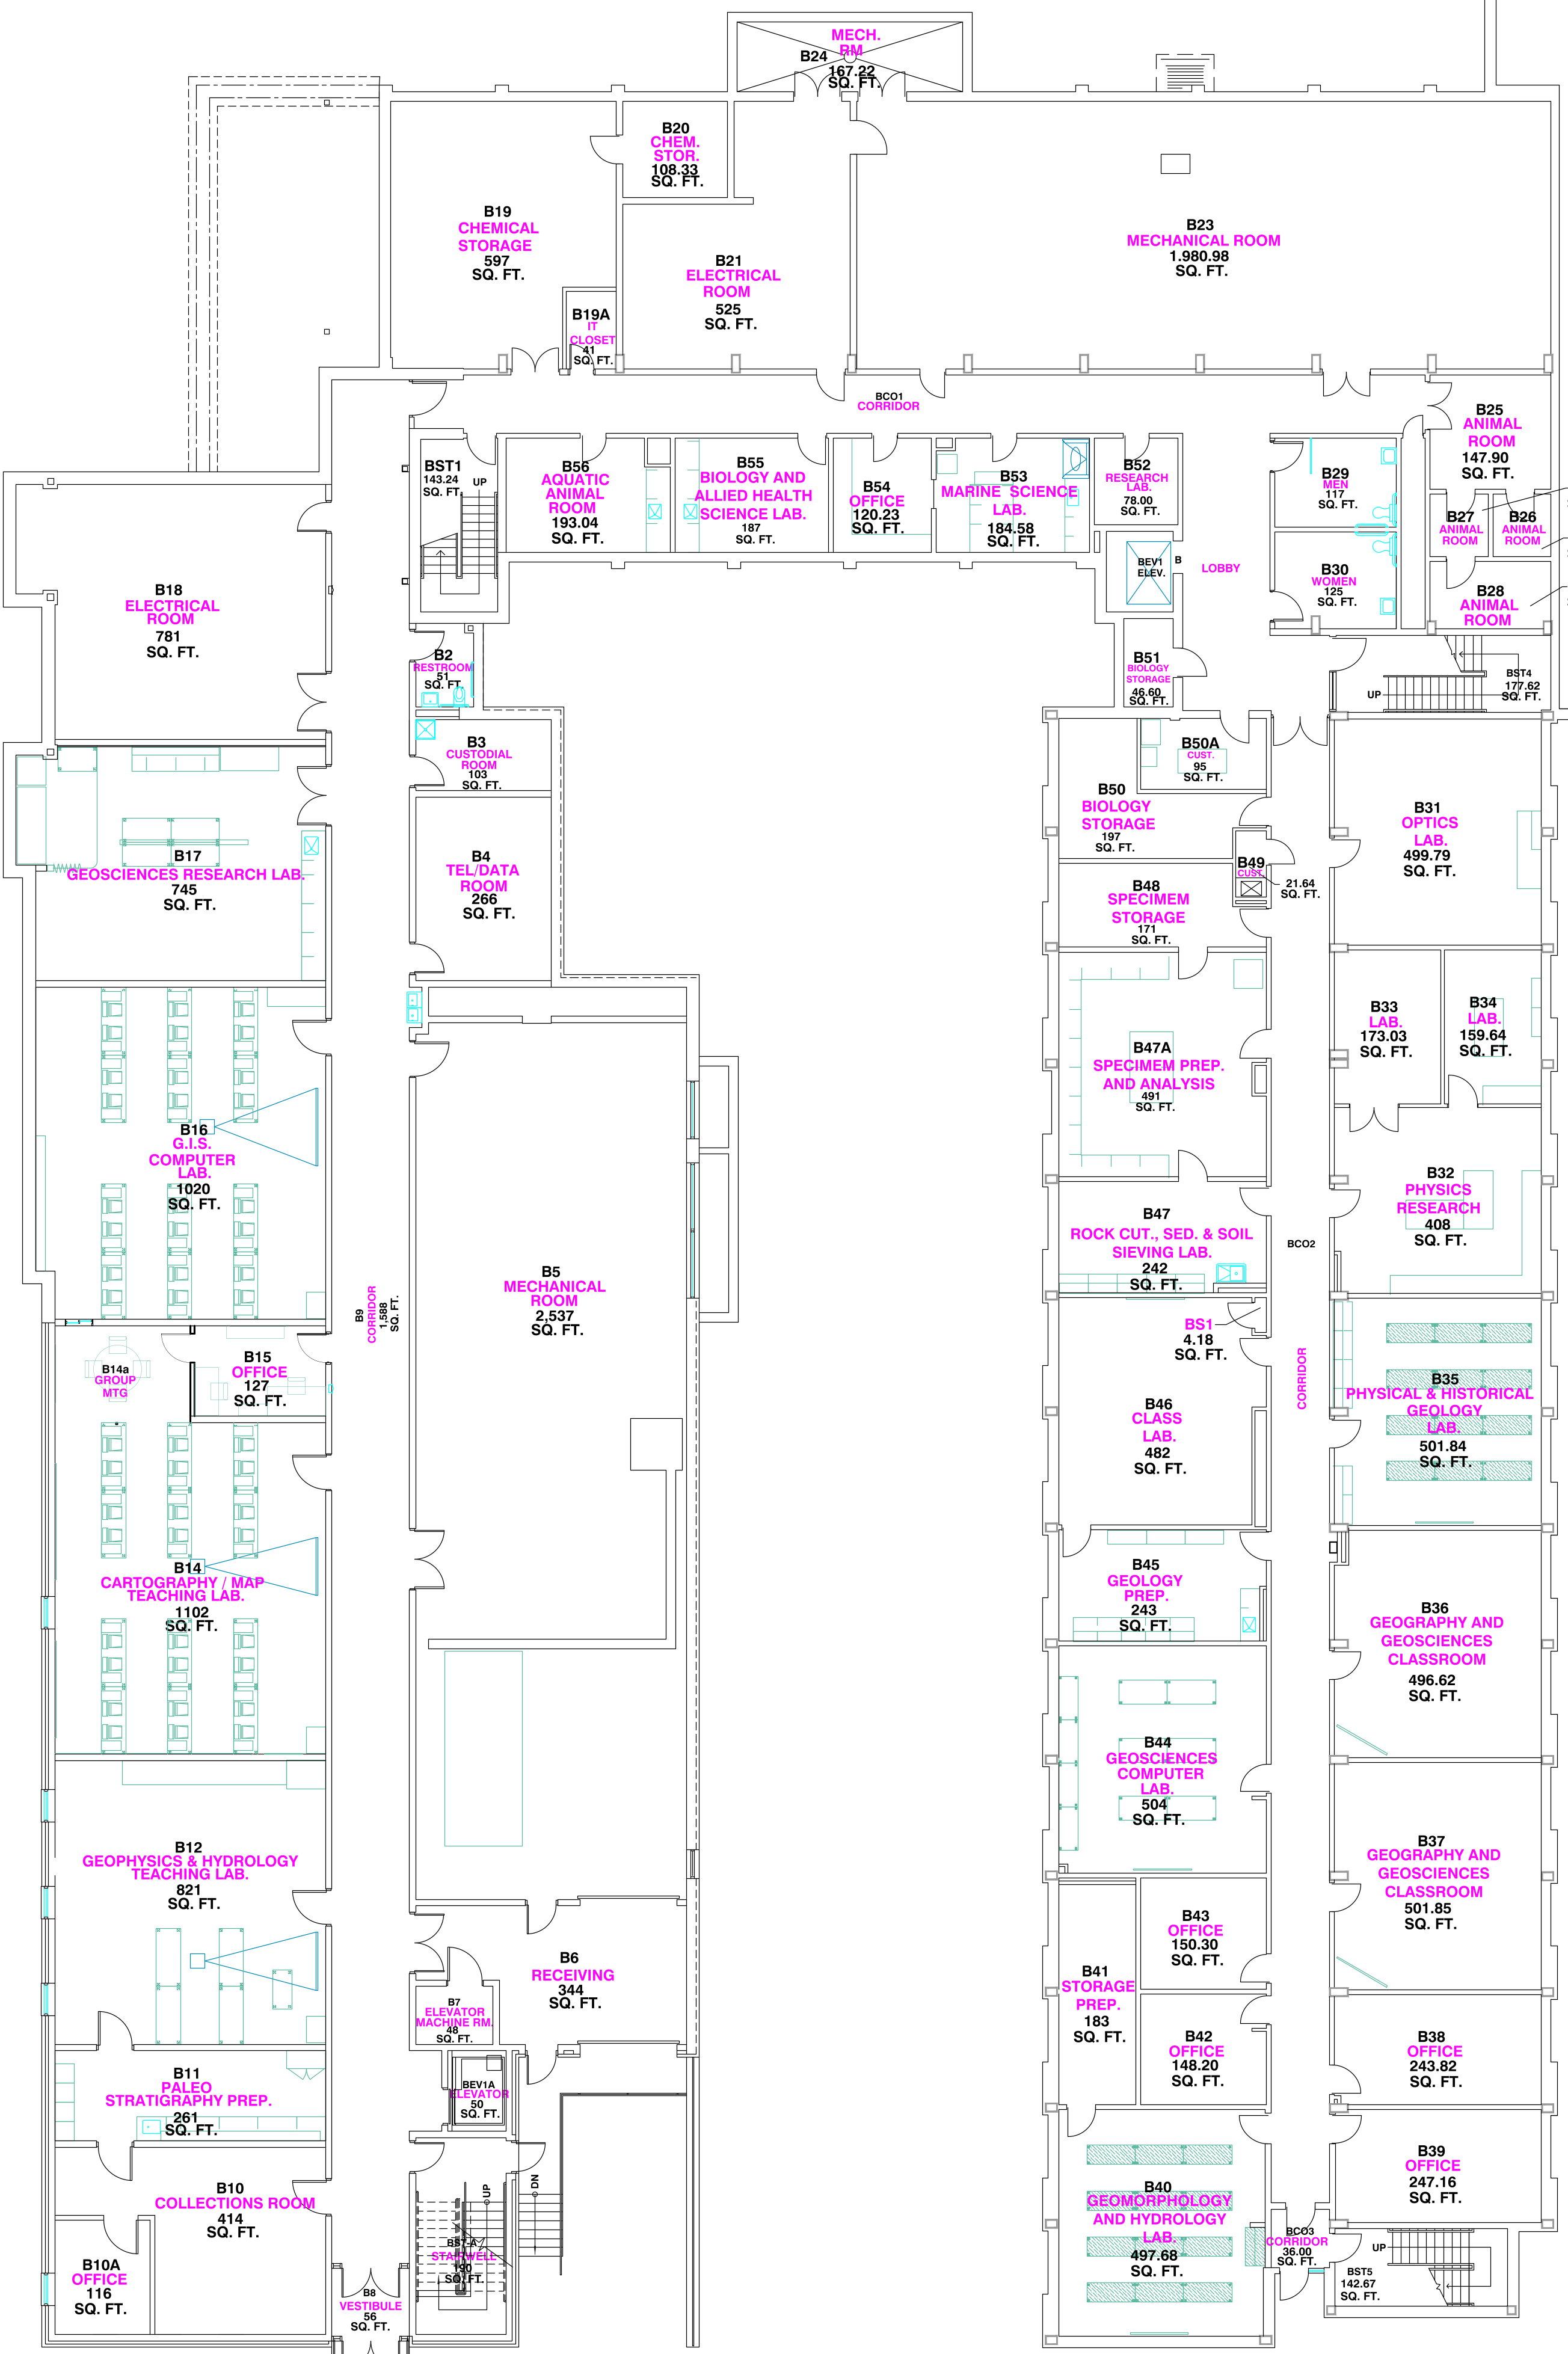 MECH.
RM
B24
167.22
SQ. FT.
B20
CHEM.
STOR.
108.33
SQ. FT.
B19
CHEMICAL
STORAGE
597
SQ. FT.
B19A
IT
CLOSET
41
SQ. FT.
B21
ELECTRICAL
ROOM
525
SQ. FT.
B23
MECHANICAL ROOM
1.980.98
SQ. FT.
BCO1
CORRIDOR
B25
ANIMAL
ROOM
147.90
SQ. FT.
BST1
143.24
SQ. FT.
UP
B56
AQUATIC
ANIMAL
ROOM
193.04
SQ. FT.
B55
BIOLOGY AND
ALLIED HEALTH
SCIENCE LAB.
187
SQ. FT.
B54
OFFICE
120.23
SQ. FT.
B53
MARINE SCIENCE
LAB.
184.58
SQ. FT.
B52
RESEARCH
LAB.
78.00
SQ. FT.
B29
MEN
117
SQ. FT.
B27
ANIMAL
ROOM
B26
ANIMAL
ROOM
BEV1
ELEV.
B
LOBBY
B30
WOMEN
125
SQ. FT.
B28
ANIMAL
ROOM
B18
ELECTRICAL
ROOM
781
SQ. FT.
B2
RESTROOM
51
SQ. FT.
B51
BIOLOGY
STORAGE
46.60
SQ. FT.
BST4
177.62
SQ. FT.
UP
B3
CUSTODIAL
ROOM
103
SQ. FT.
B50A
CUST.
95
SQ. FT.
B50
BIOLOGY
STORAGE
197
SQ. FT.
B31
OPTICS
LAB.
499.79
SQ. FT.
B17
GEOSCIENCES RESEARCH LAB.
745
SQ. FT.
B4
TEL/DATA
ROOM
266
SQ. FT.
B49
CUST.
21.64
SQ. FT.
B48
SPECIMEM
STORAGE
171
SQ. FT.
B33
LAB.
173.03
SQ. FT.
B34
LAB.
159.64
SQ. FT.
B47A
SPECIMEM PREP.
AND ANALYSIS
491
SQ. FT.
B16
G.I.S.
COMPUTER
LAB.
1020
SQ. FT.
B32
PHYSICS
RESEARCH
408
SQ. FT.
B47
ROCK CUT., SED. & SOIL
SIEVING LAB.
242
SQ. FT.
BCO2
CORRIDOR
B9
CORRIDOR
1,588
SQ. FT.
B5
MECHANICAL
ROOM
2,537
SQ. FT.
BS1
4.18
SQ. FT.
B14a
GROUP
MTG
B15
OFFICE
127
SQ. FT.
B46
CLASS
LAB.
482
SQ. FT.
B35
PHYSICAL & HISTORICAL
GEOLOGY
LAB.
501.84
SQ. FT.
B14
CARTOGRAPHY / MAP
TEACHING LAB.
1102
SQ. FT.
B45
GEOLOGY
PREP.
243
SQ. FT.
B36
GEOGRAPHY AND
GEOSCIENCES
CLASSROOM
496.62
SQ. FT.
B44
GEOSCIENCES
COMPUTER
LAB.
504
SQ. FT.
B12
GEOPHYSICS & HYDROLOGY
TEACHING LAB.
821
SQ. FT.
B37
GEOGRAPHY AND
GEOSCIENCES
CLASSROOM
501.85
SQ. FT.
B6
RECEIVING
344
SQ. FT.
B43
OFFICE
150.30
SQ. FT.
B41
STORAGE
PREP.
183
SQ. FT.
B7
ELEVATOR
MACHINE RM.
48
SQ. FT.
B42
OFFICE
148.20
SQ. FT.
B38
OFFICE
243.82
SQ. FT.
B11
PALEO
STRATIGRAPHY PREP.
261
SQ. FT.
BEV1A
ELEVATOR
50
SQ. FT.
B39
OFFICE
247.16
SQ. FT.
B10
COLLECTIONS ROOM
414
SQ. FT.
UP
DN
B40
GEOMORPHOLOGY
AND HYDROLOGY
LAB.
497.68
SQ. FT.
BST-A
STAIRWELL
190
SQ. FT.
BCO3
CORRIDOR
36.00
SQ. FT.
UP
BST5
142.67
SQ. FT.
B10A
OFFICE
116
SQ. FT.
B8
VESTIBULE
56
SQ. FT.